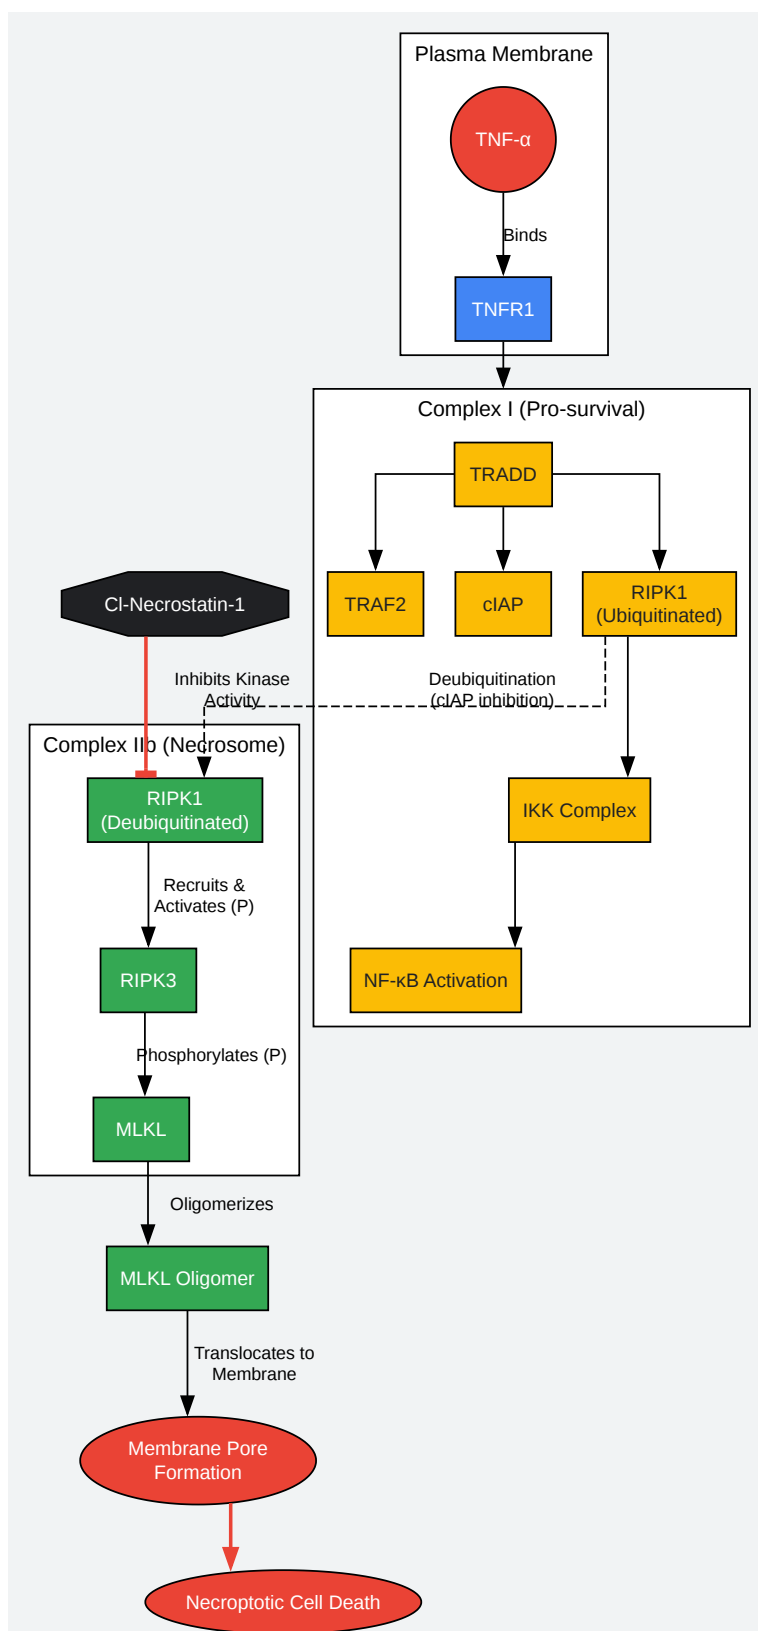 Plasma Membrane
TNF-α
Binds
TNFR1
Complex I (Pro-survival)
TRADD
TRAF2
cIAP
RIPK1
(Ubiquitinated)
Cl-Necrostatin-1
Inhibits Kinase
Activity
Deubiquitination
(cIAP inhibition)
Complex IIb (Necrosome)
RIPK1
(Deubiquitinated)
IKK Complex
Recruits &
Activates (P)
RIPK3
NF-κB Activation
Phosphorylates (P)
MLKL
Oligomerizes
MLKL Oligomer
Translocates to
Membrane
Membrane Pore
Formation
Necroptotic Cell Death